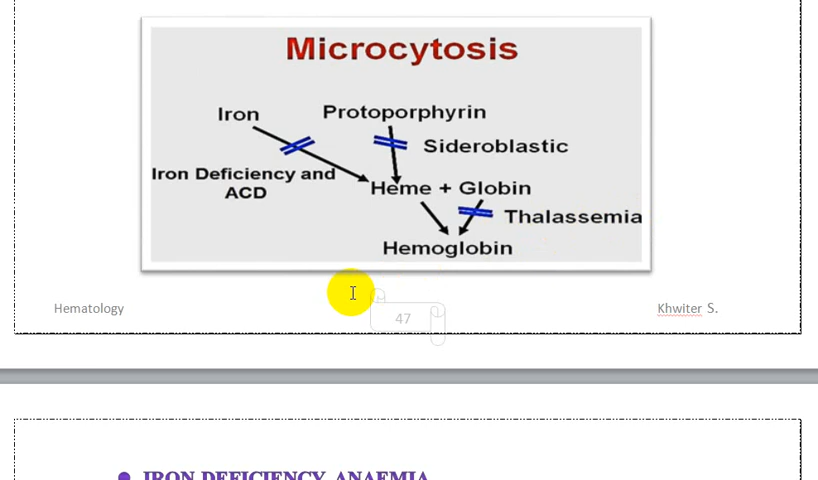 Microcytosis
Iron Protoporphyrin
Sideroblastic
Iron Deficiency and
ACD
Heme + Globin
Thalassemia
Hemoglobin
Hematology
47
Khwiter S.
IRON DEFICIENCY ANAEMIA